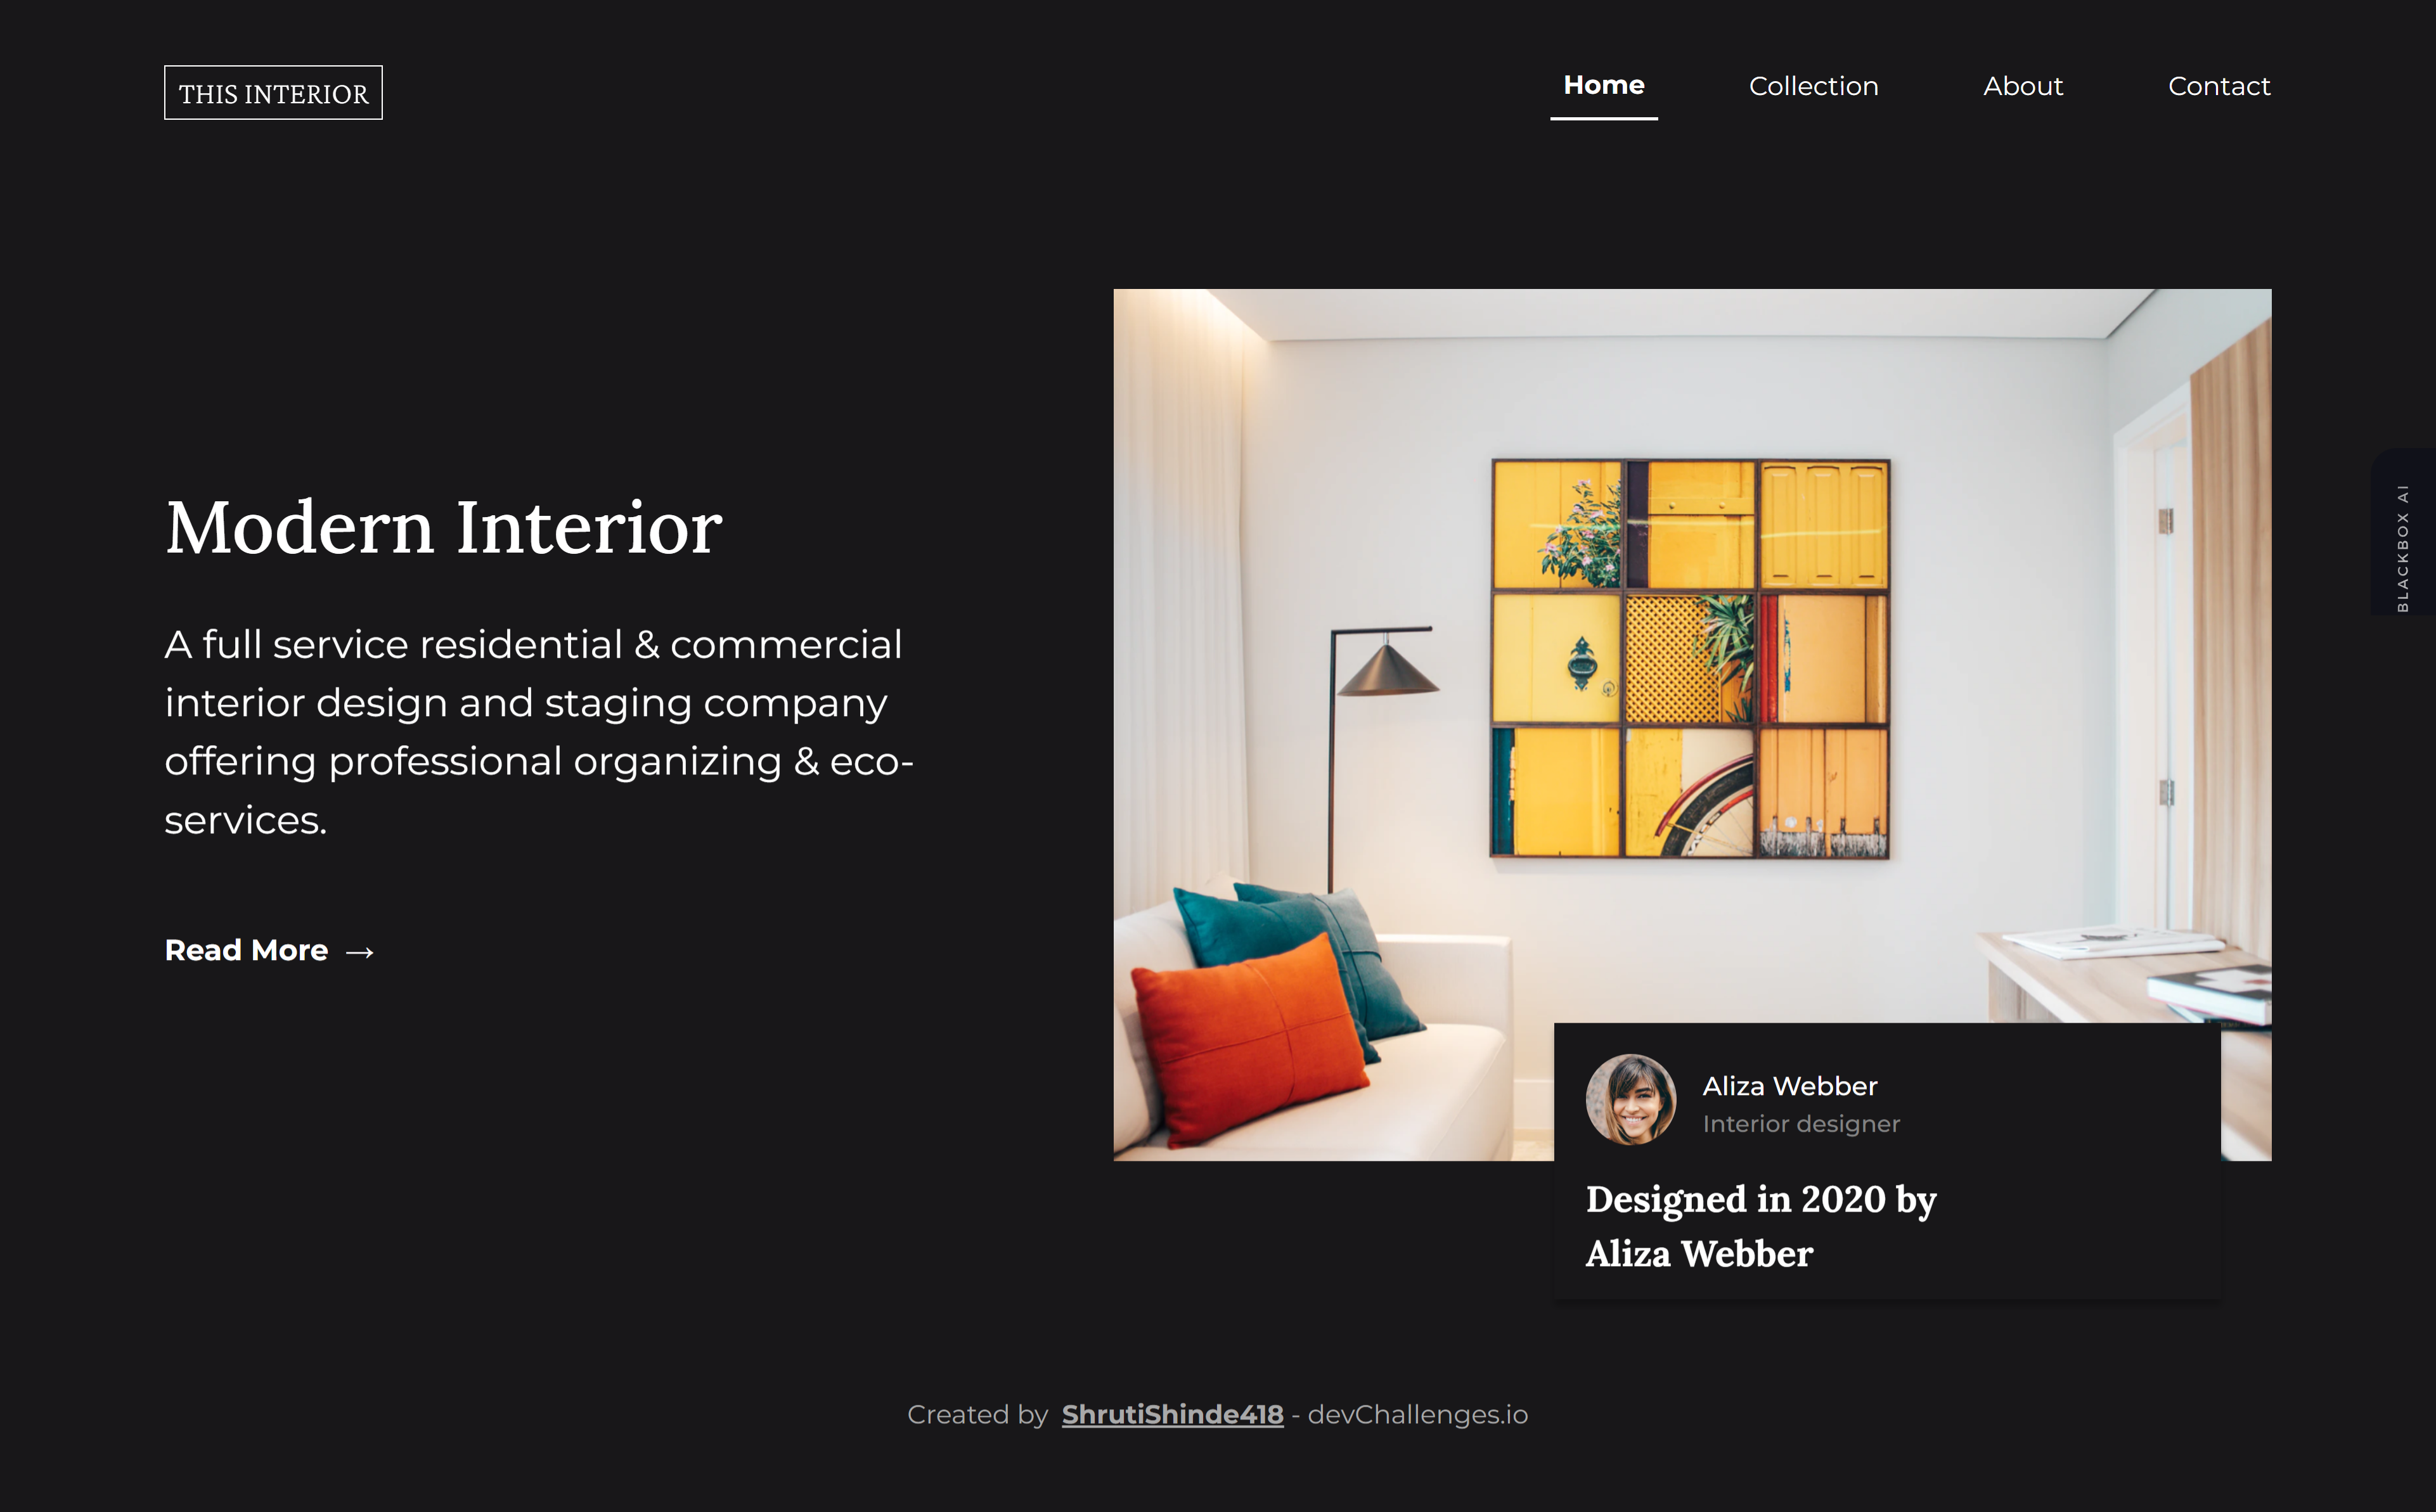 THIS INTERIOR
Home
Collection
About
Contact
Modern Interior
A full service residential & commercial
interior design and staging company
offering professional organizing & eco-
services.
Read More →
BLACKBOX AI
Aliza Webber
Interior designer
Designed in 2020 by
Aliza Webber
Created by ShrutiShinde418 - devChallenges.io